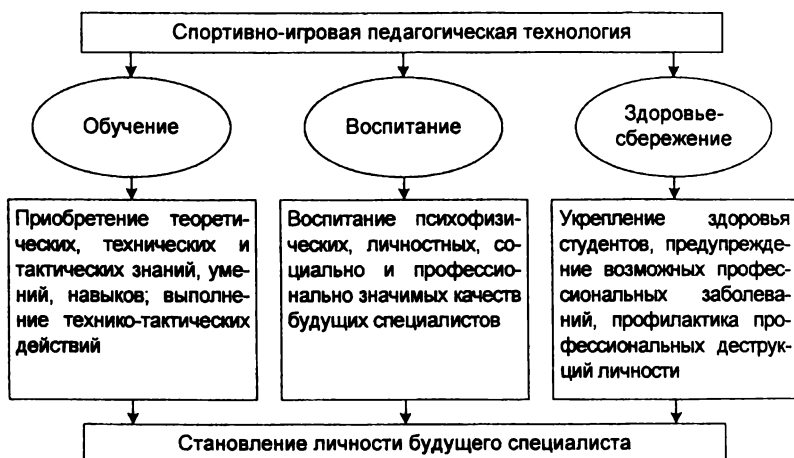 Спортивно-игровая педагогическая технология
Обучение
Воспитание
Здоровье-
сбережение
Приобретение теорети-
ческих, технических и
тактических знаний, уме-
ний, навыков; выполне-
ние технико-тактических
действий
Воспитание психофизи-
ческих, личностных, со-
циально и профессио-
нально значимых качеств
будущих специалистов
Укрепление здоровья
студентов, предупрежде-
ние возможных профес-
сиональных заболева-
ний, профилактика про-
фессиональных деструк-
ций личности
Становление личности будущего специалиста